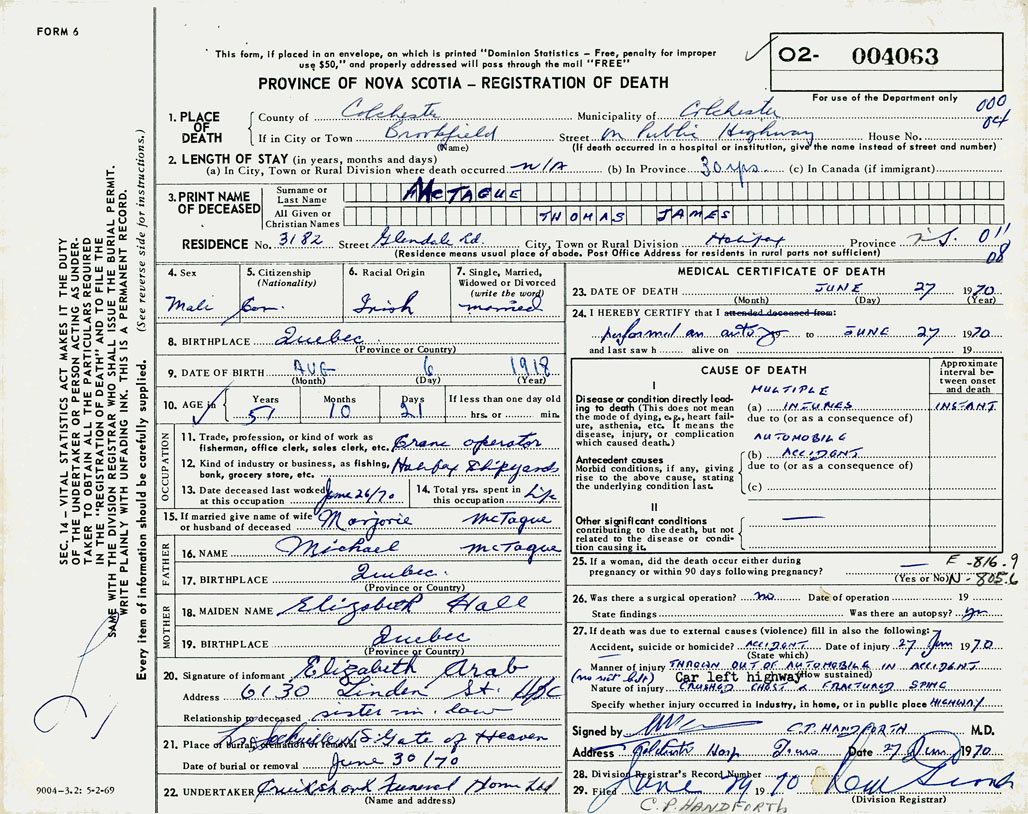 FORM 6
This form, if placed in an envelope, on which is printed "Dominion Statistics – Free, penalty for improper
use $50," and properly addressed will pass through the mail "FREE"
O2- 004063
PROVINCE OF NOVA SCOTIA – REGISTRATION OF DEATH
For use of the Department only
000
04
1. PLACE OF DEATH County of Colchester Municipality of Colchester
If in City or Town Brookfield Street on Public Highway House No.
(Name) (If death occurred in a hospital or institution, give the name instead of street and number)
2. LENGTH OF STAY (in years, months and days)
(a) In City, Town or Rural Division where death occurred N/A (b) In Province 30 yrs (c) In Canada (if immigrant)
3. PRINT NAME OF DECEASED Surname or Last Name McTAGUE
All Given or Christian Names THOMAS JAMES
RESIDENCE No. 3182 Street Glendale Rd. City, Town or Rural Division Halifax Province N.S. 011
08
(Residence means usual place of abode. Post Office Address for residents in rural parts not sufficient)
4. Sex Male
5. Citizenship (Nationality) Can
6. Racial Origin Irish
7. Single, Married, Widowed or Divorced (write the word) married
8. BIRTHPLACE Quebec
(Province or Country)
9. DATE OF BIRTH AUG 6 1918
(Month) (Day) (Year)
10. AGE Years 51 Months 10 Days 21 If less than one day old hrs. or min.
OCCUPATION
11. Trade, profession, or kind of work as fisherman, office clerk, sales clerk, etc. Crane operator
12. Kind of industry or business, as fishing, bank, grocery store, etc. Halifax Shipyards
13. Date deceased last worked at this occupation June 26/70
14. Total yrs. spent in this occupation Life
15. If married give name of wife or husband of deceased Marjorie McTague
FATHER
16. NAME Michael McTague
17. BIRTHPLACE Quebec
(Province or Country)
MOTHER
18. MAIDEN NAME Elizabeth Hall
19. BIRTHPLACE Quebec
(Province or Country)
20. Signature of informant Elizabeth Arab
Address 6130 Linden St. Hfx
Relationship to deceased sister-in-law
21. Place of burial, cremation or removal Sackville NS Gate of Heaven
Date of burial or removal June 30/70
22. UNDERTAKER Cruikshank Funeral Home Ltd
(Name and address)
MEDICAL CERTIFICATE OF DEATH
23. DATE OF DEATH JUNE 27 1970
(Month) (Day) (Year)
24. I HEREBY CERTIFY that I attended deceased from:
performed an autopsy to JUNE 27 1970
and last saw h alive on 19
CAUSE OF DEATH
Approximate interval between onset and death
I
Disease or condition directly leading to death (This does not mean the mode of dying, e.g., heart failure, asthenia, etc. It means the disease, injury, or complication which caused death.)
(a) MULTIPLE INJURIES INSTANT
due to (or as a consequence of)
Antecedent causes
Morbid conditions, if any, giving rise to the above cause, stating the underlying condition last.
(b) AUTOMOBILE ACCIDENT
due to (or as a consequence of)
(c)
II
Other significant conditions
contributing to the death, but not related to the disease or condition causing it.
25. If a woman, did the death occur either during pregnancy or within 90 days following pregnancy? (Yes or No)
E-816.9
N-805.6
26. Was there a surgical operation? no Date of operation 19
State findings Was there an autopsy? yes
27. If death was due to external causes (violence) fill in also the following:
Accident, suicide or homicide? ACCIDENT Date of injury 27 June 1970
(State which)
Manner of injury THROWN OUT OF AUTOMOBILE IN ACCIDENT
(no seat belt) Car left highway (How sustained)
Nature of injury CRUSHED CHEST & FRACTURED SPINE
Specify whether injury occurred in industry, in home, or in public place HIGHWAY
Signed by C.P. HANDFORTH M.D.
Address Colchester Hosp Truro Date 27 June 1970
28. Division Registrar's Record Number
29. Filed June 29 1970
(Division Registrar)
C.P. HANDFORTH
SEC. 14 – VITAL STATISTICS ACT MAKES IT THE DUTY
OF THE UNDERTAKER OR PERSON ACTING AS UNDER-
TAKER TO OBTAIN ALL THE PARTICULARS REQUIRED
IN THE "REGISTRATION OF DEATH" AND TO FILE THE
SAME WITH THE DIVISION REGISTRAR WHO SHALL ISSUE THE BURIAL PERMIT.
WRITE PLAINLY WITH UNFADING INK. THIS IS A PERMANENT RECORD.
Every item of information should be carefully supplied. (See reverse side for instructions.)
9004-3.2: 5-2-69